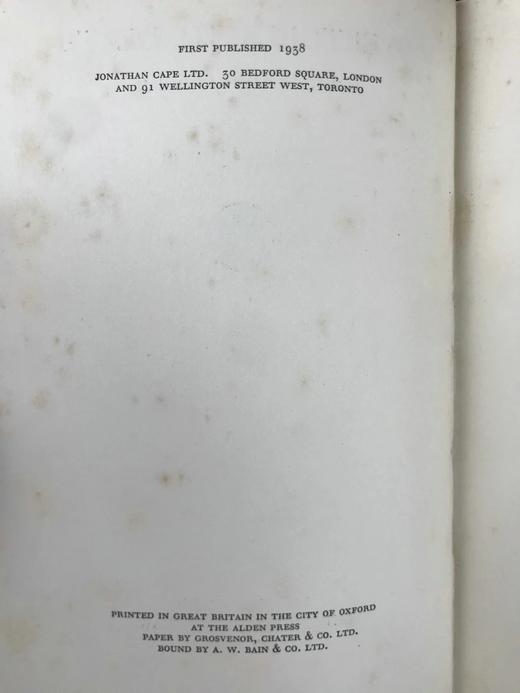 FIRST PUBLISHED 1938
JONATHAN CAPE LTD. 30 BEDFORD SQUARE, LONDON
AND 91 WELLINGTON STREET WEST, TORONTO
PRINTED IN GREAT BRITAIN IN THE CITY OF OXFORD
AT THE ALDEN PRESS
PAPER BY GROSVENOR, CHATER & CO. LTD.
BOUND BY A. W. BAIN & CO. LTD.